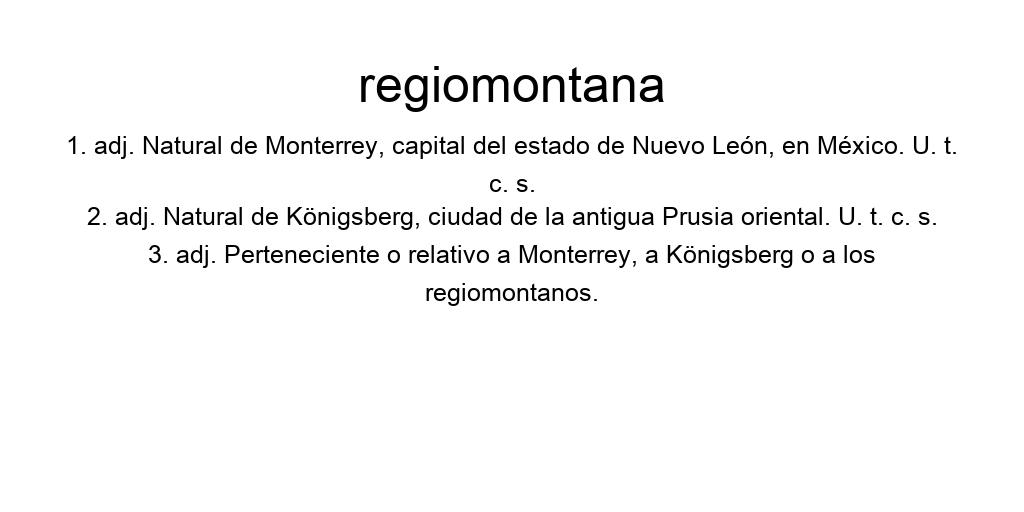 regiomontana
1. adj. Natural de Monterrey, capital del estado de Nuevo León, en México. U. t.
c. s.
2. adj. Natural de Königsberg, ciudad de la antigua Prusia oriental. U. t. c. s.
3. adj. Perteneciente o relativo a Monterrey, a Königsberg o a los
regiomontanos.